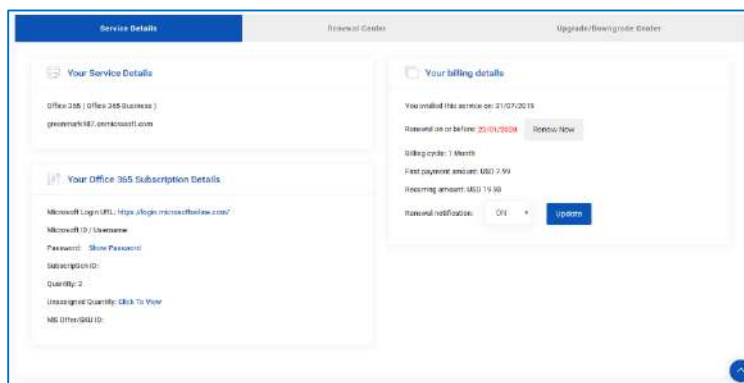 Service Details
Renewal Center
Upgrade/Downgrade Center
Your Service Details
Office 365 ( Office 365 Business )
Your Office 365 Subscription Details
Microsoft Login URL: https://login.microsoftonline.com/
Microsoft ID / Username
Password: Show Password
Subscription ID:
Quantity: 2
Unassigned Quantity: Click To View
MS Offer/SKU ID:
Your billing details
You availed this service on: 21/07/2019
Renewal on or before: 20/01/2020 Renew Now
Billing cycle: 1 Month
First payment amount: USD 7.99
Recurring amount: USD 19.98
Renewal notification: ON Update